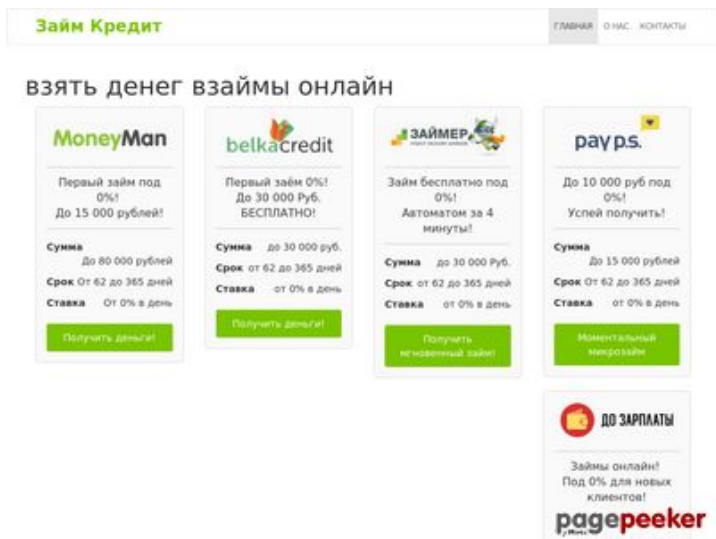 Займ Кредит
ГЛАВНАЯ О НАС. КОНТАКТЫ
взять денег взаймы онлайн
MoneyMan
Первый займ под
0%!
До 15 000 рублей!
Сумма
До 80 000 рублей
Срок От 62 до 365 дней
Ставка От 0% в день
Получить деньги!
belkacredit
Первый заём 0%!
До 30 000 Руб.
БЕСПЛАТНО!
Сумма до 30 000 руб.
Срок от 62 до 365 дней
Ставка от 0% в день
Получить деньги!
ЗАЙМЕР
Займ бесплатно под
0%!
Автоматом за 4
минуты!
Сумма до 30 000 Руб.
Срок от 62 до 365 дней
Ставка от 0% в день
Получить
мгновенный займ!
pay p.s.
До 10 000 руб под
0%!
Успей получить!
Сумма
До 15 000 рублей
Срок От 62 до 365 дней
Ставка от 0% в день
Моментальный
микрозайм
ДО ЗАРПЛАТЫ
Займы онлайн!
Под 0% для новых
клиентов!
pagepeeker